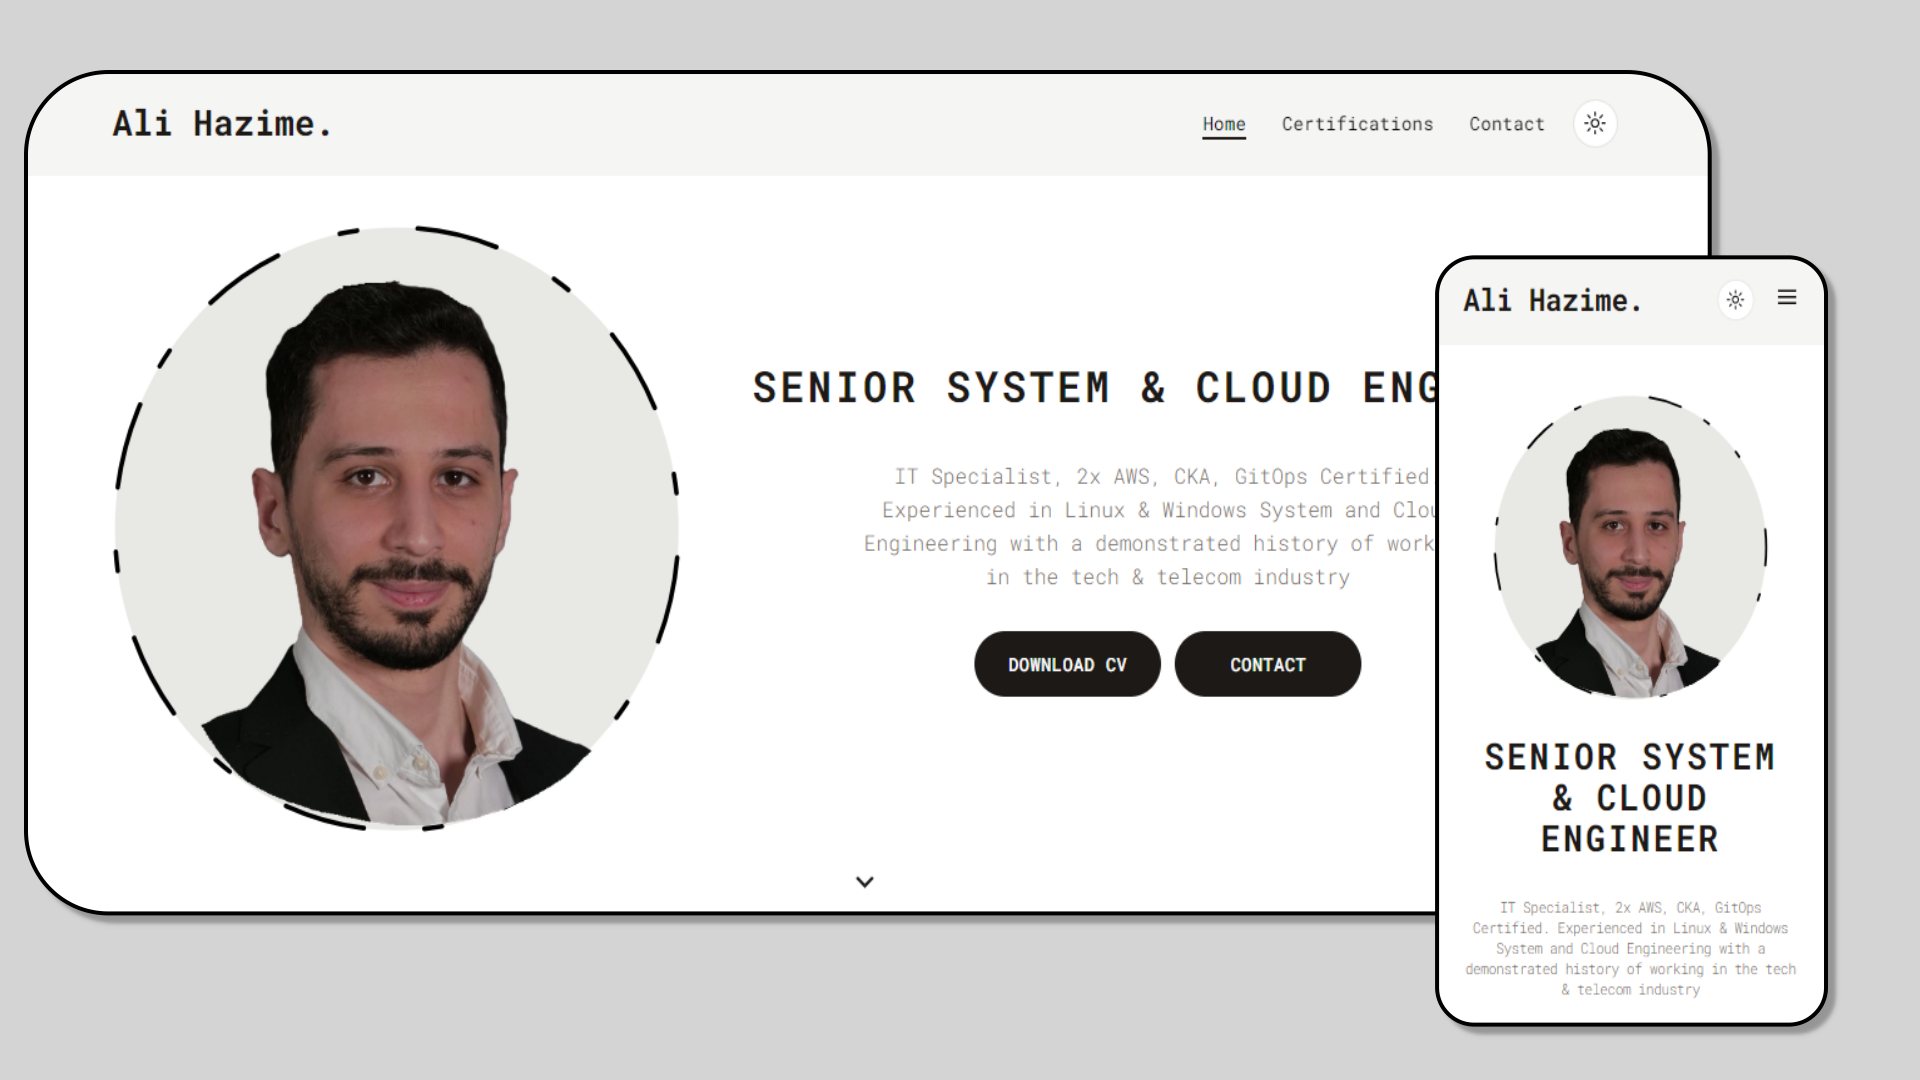 Ali Hazime.
Home Certifications Contact
SENIOR SYSTEM & CLOUD ENG
IT Specialist, 2x AWS, CKA, GitOps Certified
Experienced in Linux & Windows System and Clou
Engineering with a demonstrated history of work
in the tech & telecom industry
DOWNLOAD CV
CONTACT
Ali Hazime.
SENIOR SYSTEM
& CLOUD
ENGINEER
IT Specialist, 2x AWS, CKA, GitOps
Certified. Experienced in Linux & Windows
System and Cloud Engineering with a
demonstrated history of working in the tech
& telecom industry